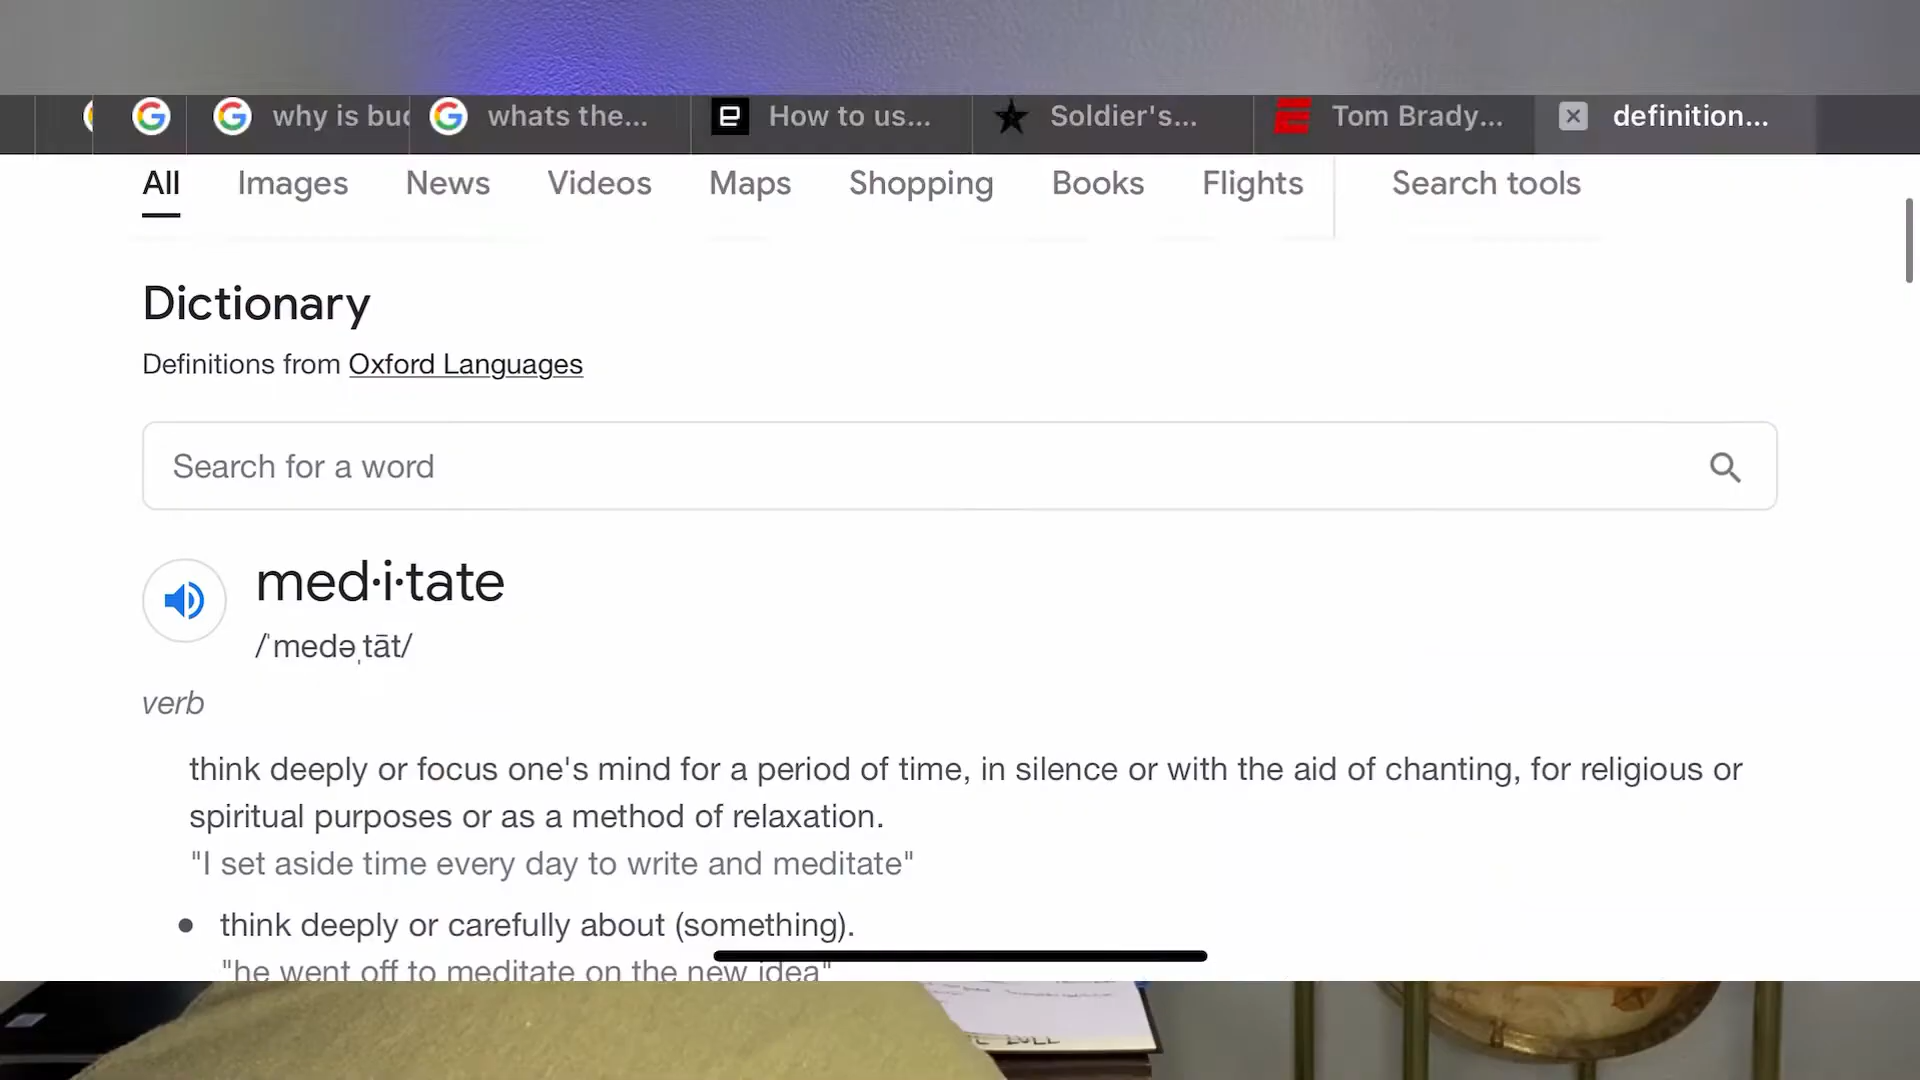 why is buc
whats the...
How to us...
Soldier's...
Tom Brady...
definition...
All Images News Videos Maps Shopping Books Flights Search tools
Dictionary
Definitions from Oxford Languages
Search for a word
med·i·tate
/ˈmedəˌtāt/
verb
think deeply or focus one's mind for a period of time, in silence or with the aid of chanting, for religious or
spiritual purposes or as a method of relaxation.
"I set aside time every day to write and meditate"
• think deeply or carefully about (something).
"he went off to meditate on the new idea"